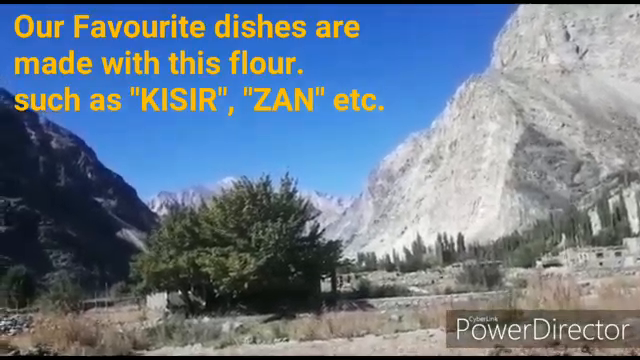 Our Favourite dishes are
made with this flour.
such as "KISIR", "ZAN" etc.
CyberLink
PowerDirector